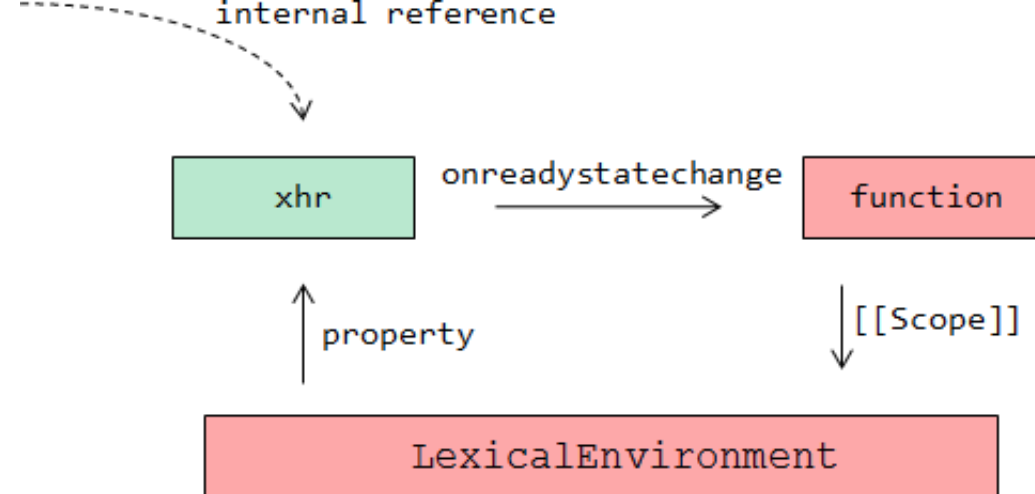 internal reference
xhr
onreadystatechange
function
property
[[Scope]]
LexicalEnvironment